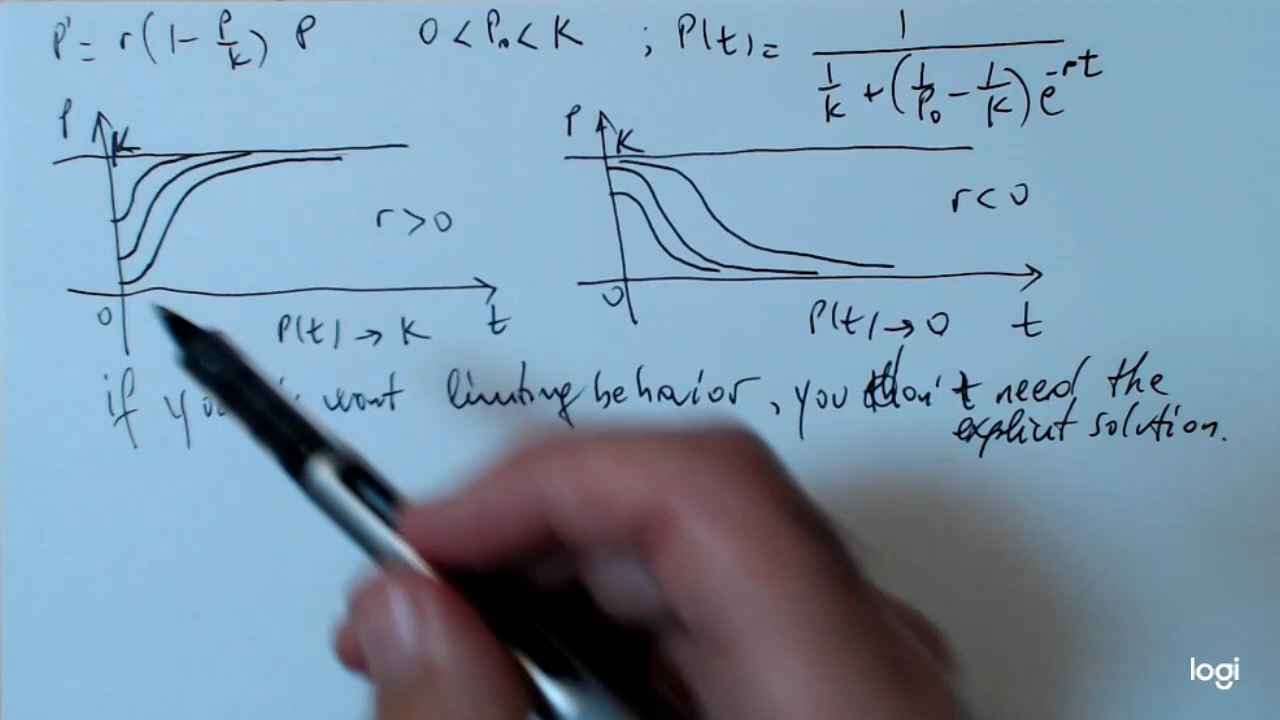 P' = r(1 - P/K) P   0 < P₀ < K   ; P(t) = 1 / (1/K + (1/P₀ - 1/K) e^-rt)
P K   P K
r > 0   r < 0
0   P(t) → K   t   0   P(t) → 0   t
if you want limiting behavior, you don't need the
explicit solution.
logi